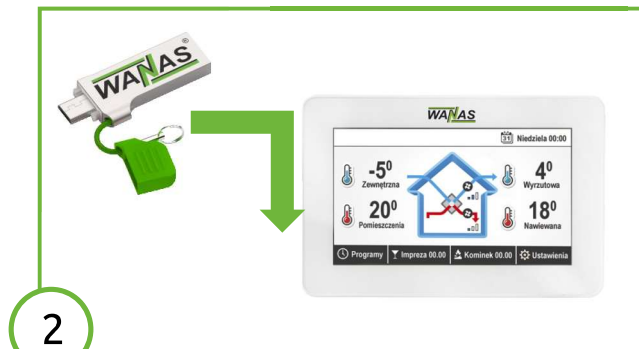 WANAS®
WANAS
31 Niedziela 00:00
-5⁰
Zewnętrzna
4⁰
Wyrzutowa
20⁰
Pomieszczenia
18⁰
Nawiewana
Programy Impreza 00.00 Kominek 00.00 Ustawienia
2